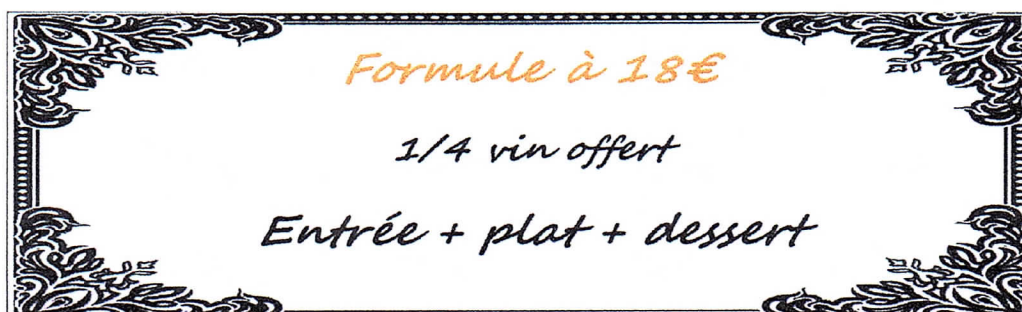 Formule à 18€
1/4 vin offert
Entrée + plat + dessert